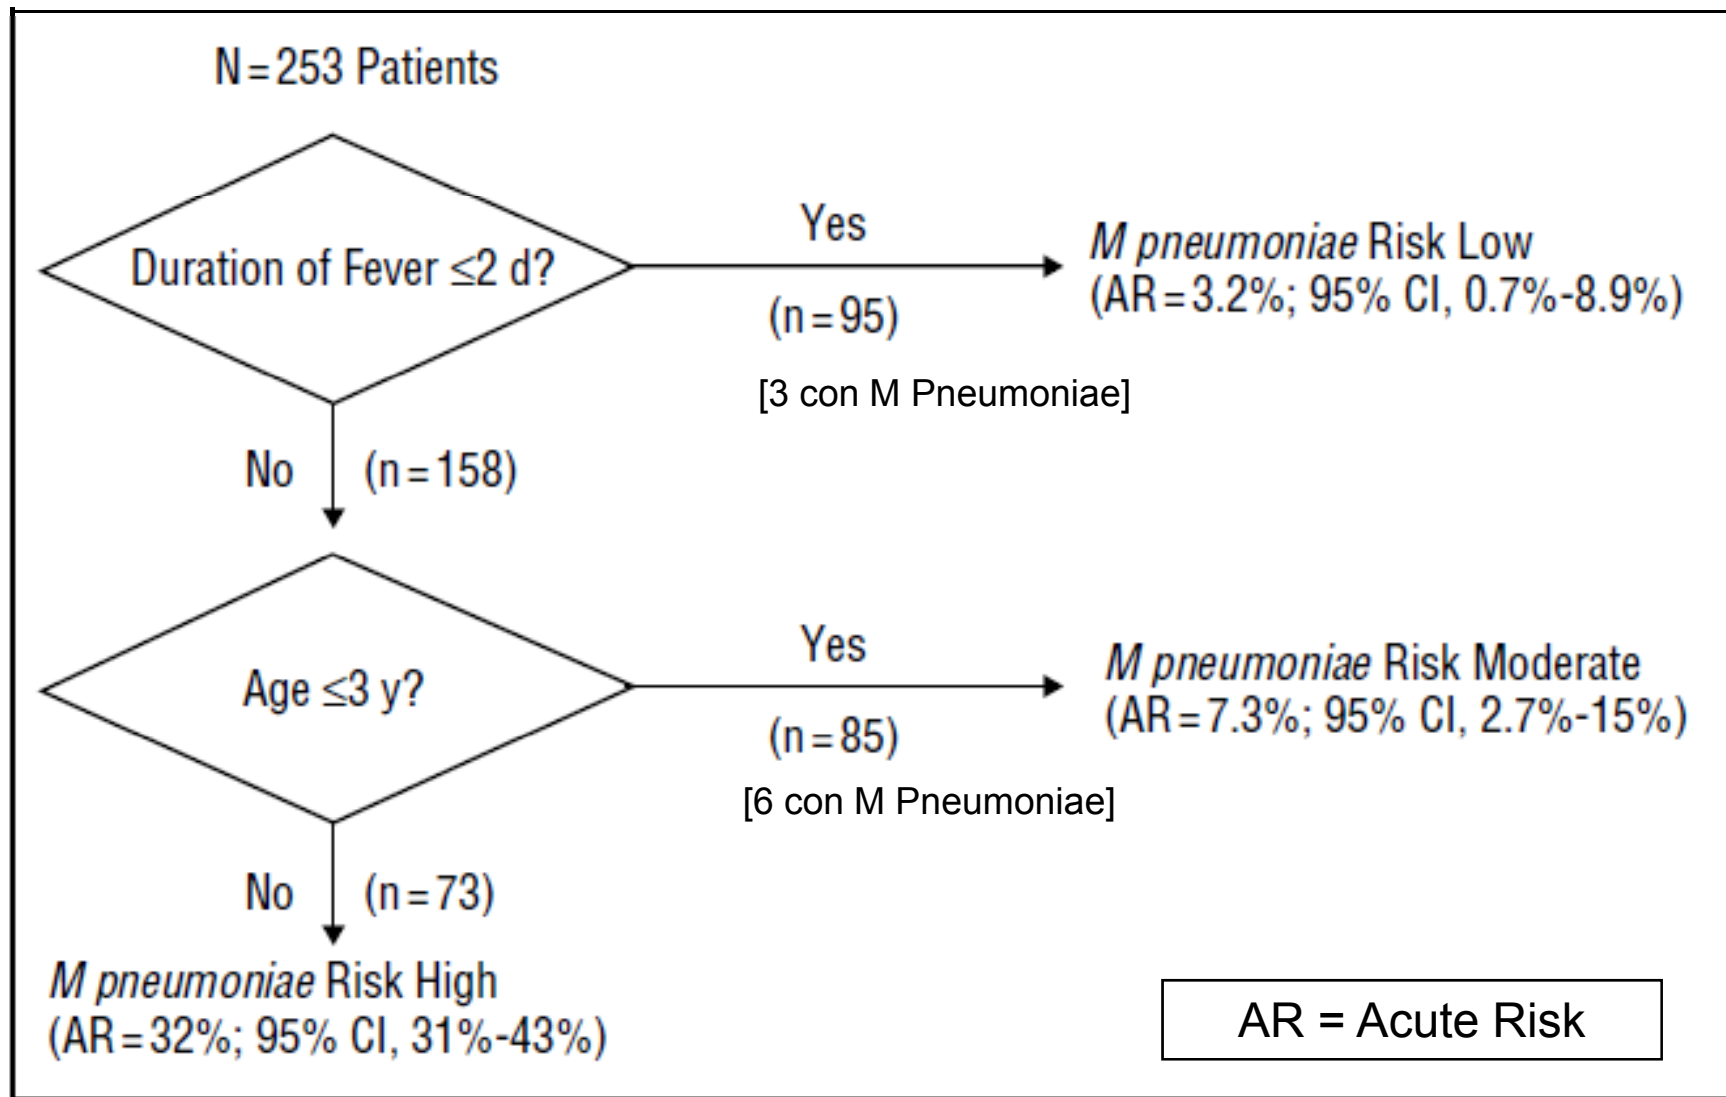 N=253 Patients
Duration of Fever ≤2 d?
Yes
(n=95)
[3 con M Pneumoniae]
M pneumoniae Risk Low
(AR=3.2%; 95% CI, 0.7%-8.9%)
No (n=158)
Age ≤3 y?
Yes
(n=85)
[6 con M Pneumoniae]
M pneumoniae Risk Moderate
(AR=7.3%; 95% CI, 2.7%-15%)
No (n=73)
M pneumoniae Risk High
(AR=32%; 95% CI, 31%-43%)
AR = Acute Risk